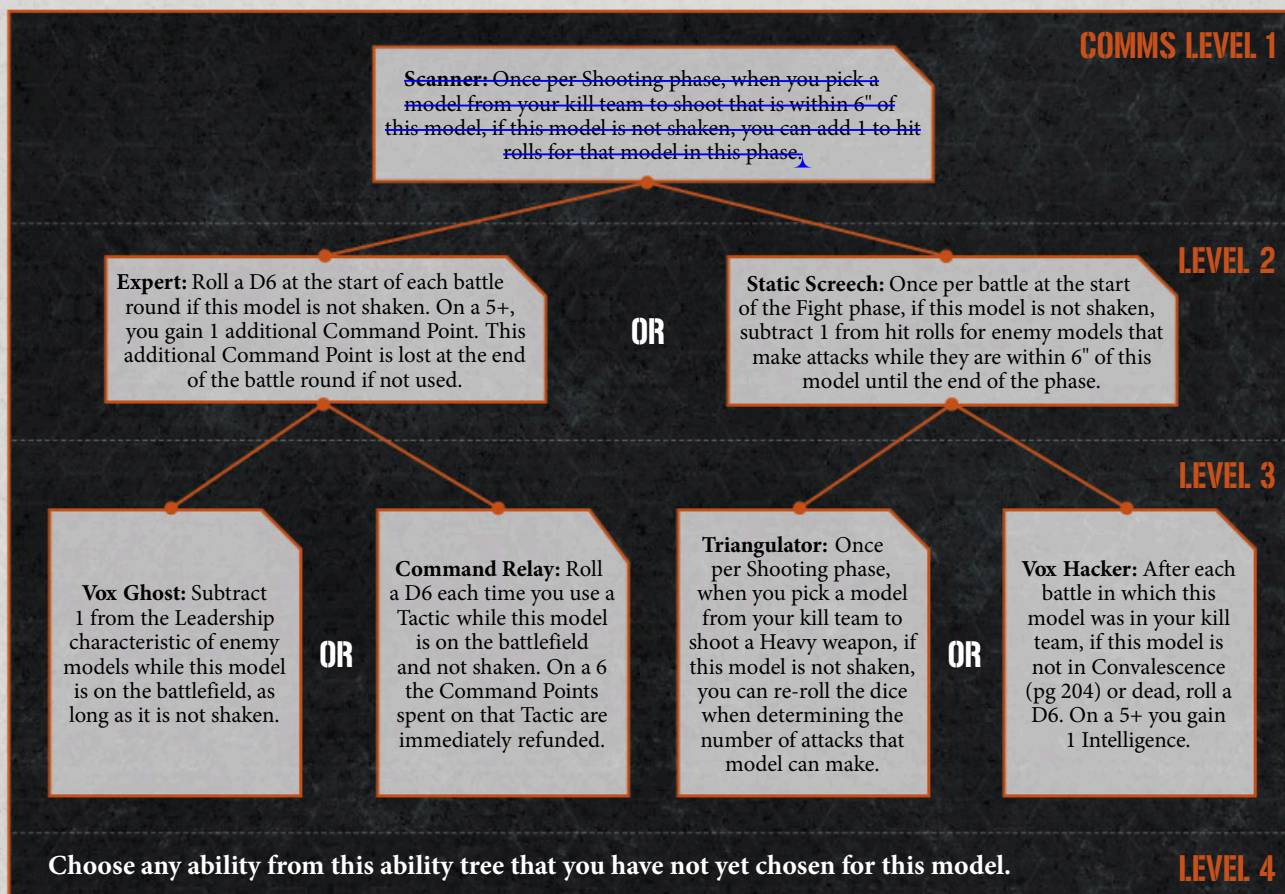 COMMS LEVEL 1
Scanner: Once per Shooting phase, when you pick a
model from your kill team to shoot that is within 6" of
this model, if this model is not shaken, you can add 1 to hit
rolls for that model in this phase.
LEVEL 2
Expert: Roll a D6 at the start of each battle
round if this model is not shaken. On a 5+,
you gain 1 additional Command Point. This
additional Command Point is lost at the end
of the battle round if not used.
OR
Static Screech: Once per battle at the start
of the Fight phase, if this model is not shaken,
subtract 1 from hit rolls for enemy models that
make attacks while they are within 6" of this
model until the end of the phase.
LEVEL 3
Vox Ghost: Subtract
1 from the Leadership
characteristic of enemy
models while this model
is on the battlefield, as
long as it is not shaken.
OR
Command Relay: Roll
a D6 each time you use a
Tactic while this model
is on the battlefield
and not shaken. On a 6
the Command Points
spent on that Tactic are
immediately refunded.
Triangulator: Once
per Shooting phase,
when you pick a model
from your kill team to
shoot a Heavy weapon, if
this model is not shaken,
you can re-roll the dice
when determining the
number of attacks that
model can make.
OR
Vox Hacker: After each
battle in which this
model was in your kill
team, if this model is
not in Convalescence
(pg 204) or dead, roll a
D6. On a 5+ you gain
1 Intelligence.
Choose any ability from this ability tree that you have not yet chosen for this model.
LEVEL 4